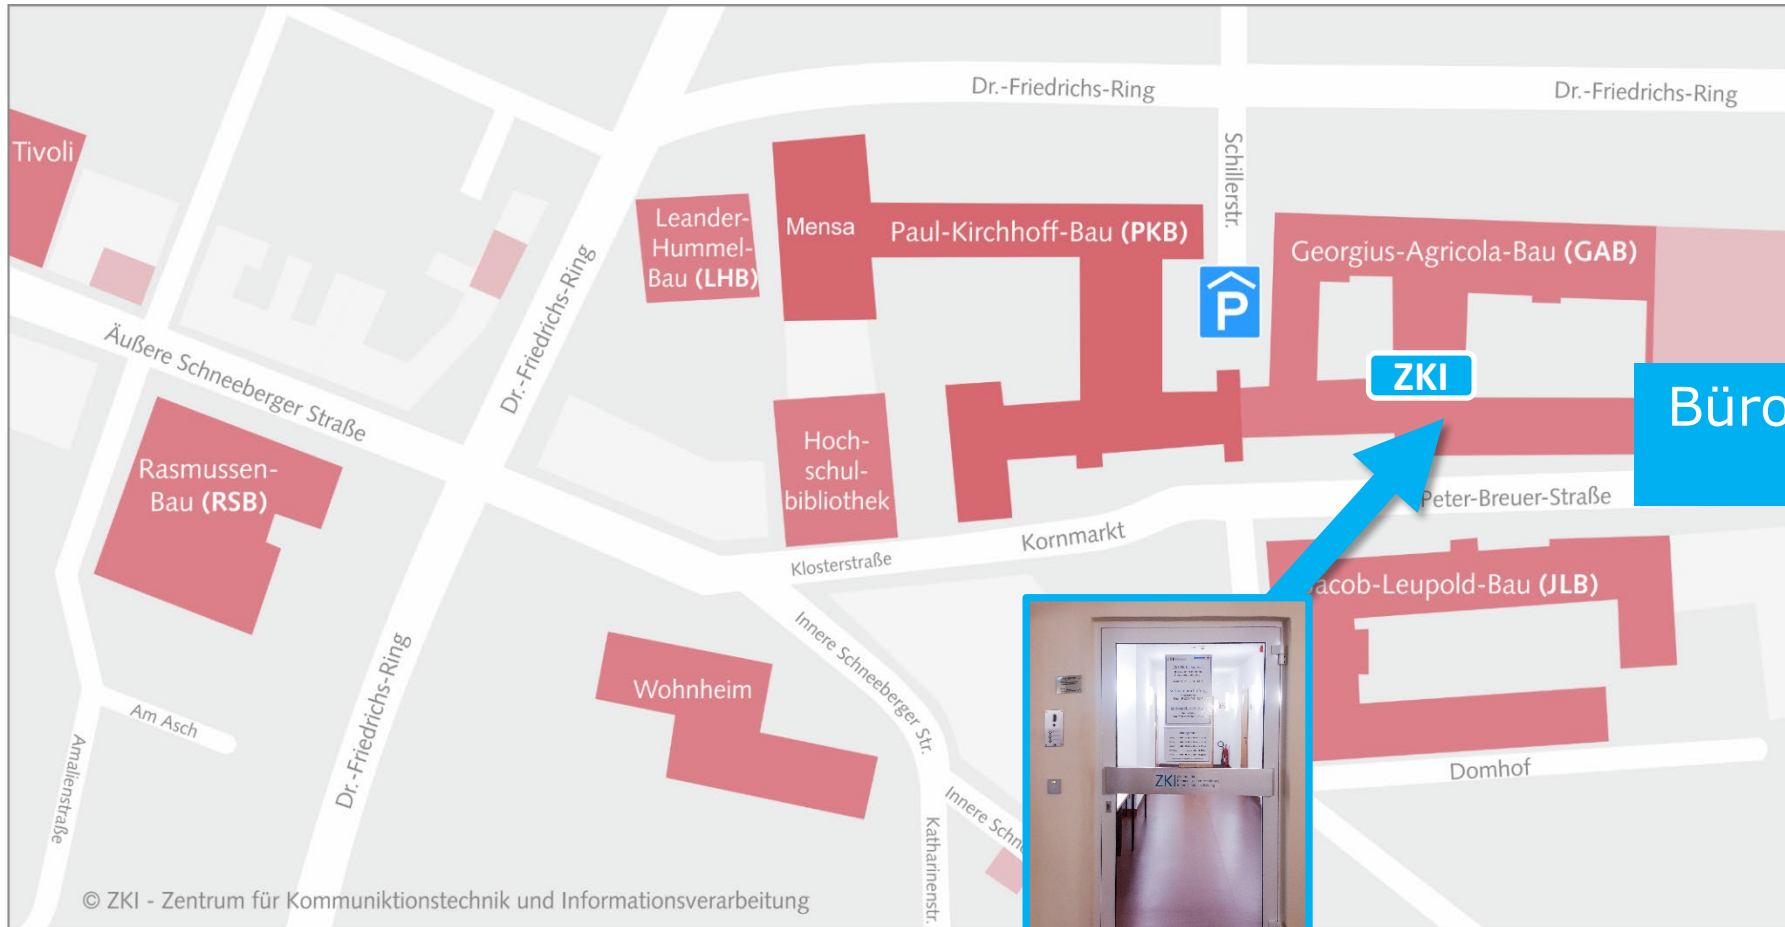 Dr.-Friedrichs-Ring
Dr.-Friedrichs-Ring
Tivoli
Schillerstr.
Leander-
Hummel-
Bau (LHB)
Mensa
Paul-Kirchhoff-Bau (PKB)
Georgius-Agricola-Bau (GAB)
P
Dr.-Friedrichs-Ring
Äußere Schneeberger Straße
ZKI
Büro
Rasmussen-
Bau (RSB)
Hoch-
schul-
bibliothek
Peter-Breuer-Straße
Kornmarkt
Klosterstraße
Jacob-Leupold-Bau (JLB)
Innere Schneeberger Str.
Wohnheim
Dr.-Friedrichs-Ring
Am Asch
Amalienstraße
Domhof
ZKI
Innere Schn
Katharinenstr.
© ZKI - Zentrum für Kommuniktionstechnik und Informationsverarbeitung